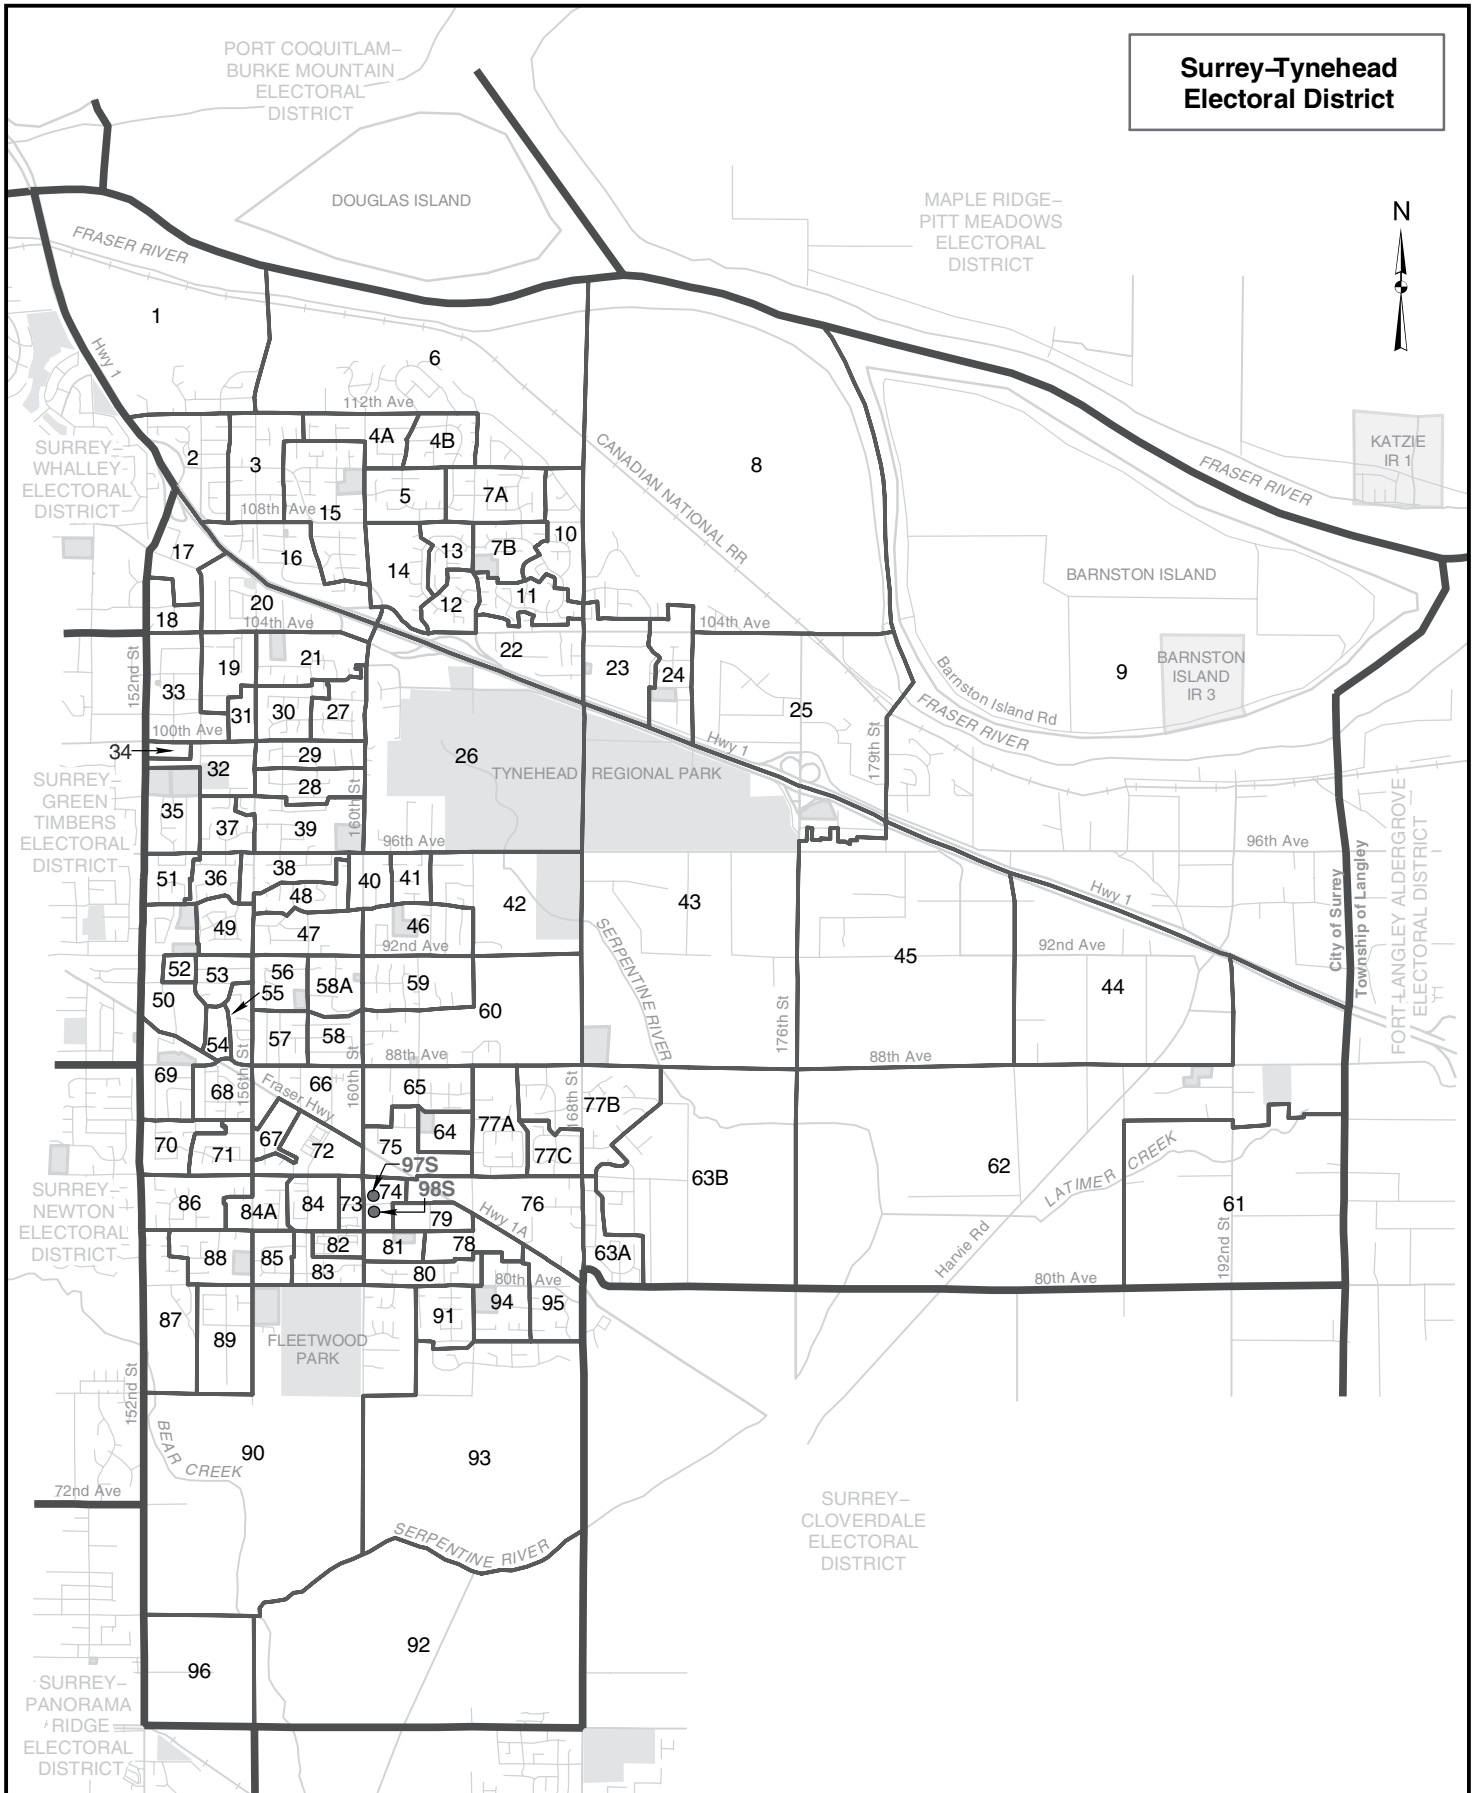 PORT COQUITLAM–
BURKE MOUNTAIN
ELECTORAL
DISTRICT
Surrey–Tynehead
Electoral District
DOUGLAS ISLAND
MAPLE RIDGE–
PITT MEADOWS
ELECTORAL
DISTRICT
N
FRASER RIVER
1
Hwy 1
6
112th Ave
4A
4B
SURREY–
WHALLEY
ELECTORAL
DISTRICT
2
3
5
7A
8
CANADIAN NATIONAL RR
KATZIE
IR 1
FRASER RIVER
108th Ave
15
10
17
16
14
13
7B
BARNSTON ISLAND
18
20
12
11
104th Ave
104th Ave
22
152nd St
19
21
23
24
33
9
BARNSTON
ISLAND
IR 3
Barnston Island Rd
FRASER RIVER
31
30
27
25
100th Ave
34
29
26
Hwy 1
179th St
SURREY–
GREEN
TIMBERS
ELECTORAL
DISTRICT
32
28
TYNEHEAD REGIONAL PARK
35
37
39
160th St
96th Ave
96th Ave
FORT-LANGLEY ALDERGROVE
ELECTORAL DISTRICT
City of Surrey
Township of Langley
51
36
38
40
41
48
42
43
Hwy 1
49
47
46
92nd Ave
SERPENTINE RIVER
45
92nd Ave
52
53
56
58A
59
50
55
60
44
54
57
58
176th St
88th Ave
88th Ave
69
68
156th St
66
160th St
65
168th St
77B
Fraser Hwy
70
71
67
72
75
64
77A
77C
97S
63B
62
LATIMER CREEK
SURREY–
NEWTON
ELECTORAL
DISTRICT
86
84A
84
73
74
98S
79
Hwy 1A
76
61
192nd St
88
85
82
81
78
63A
Harvie Rd
83
80
80th Ave
80th Ave
87
89
FLEETWOOD
PARK
91
94
95
152nd St
BEAR
CREEK
90
93
72nd Ave
SERPENTINE RIVER
SURREY–
CLOVERDALE
ELECTORAL
DISTRICT
92
96
SURREY–
PANORAMA
RIDGE
ELECTORAL
DISTRICT